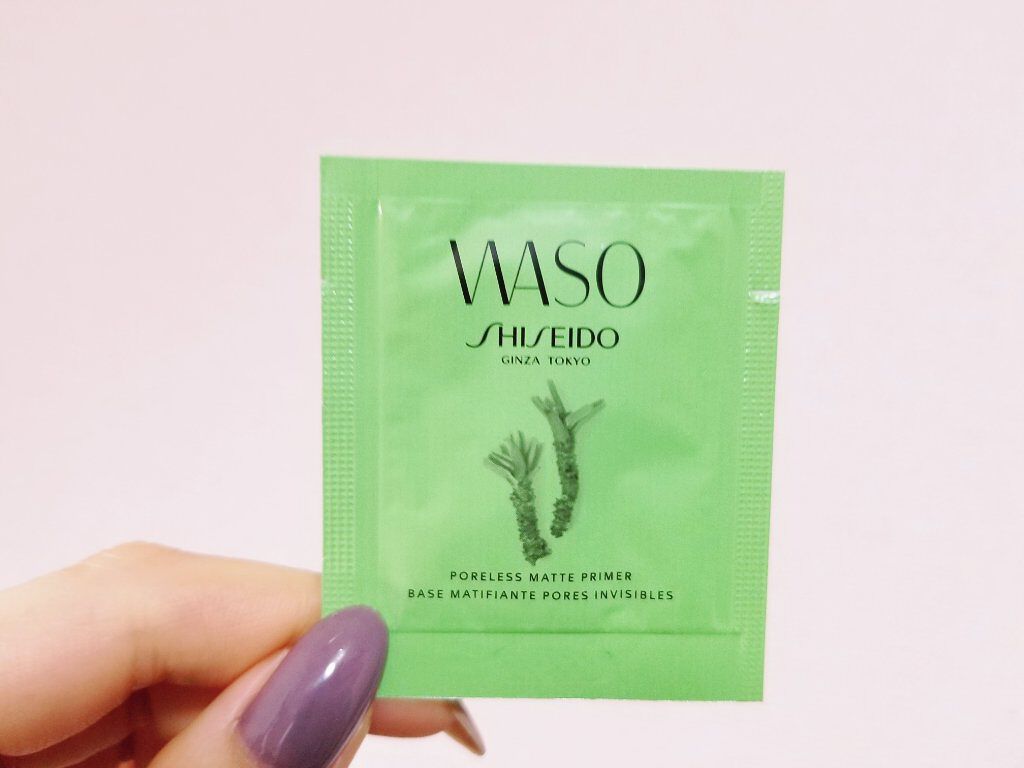 WASO
SHISEIDO
GINZA TOKYO
PORELESS MATTE PRIMER
BASE MATIFIANTE PORES INVISIBLES